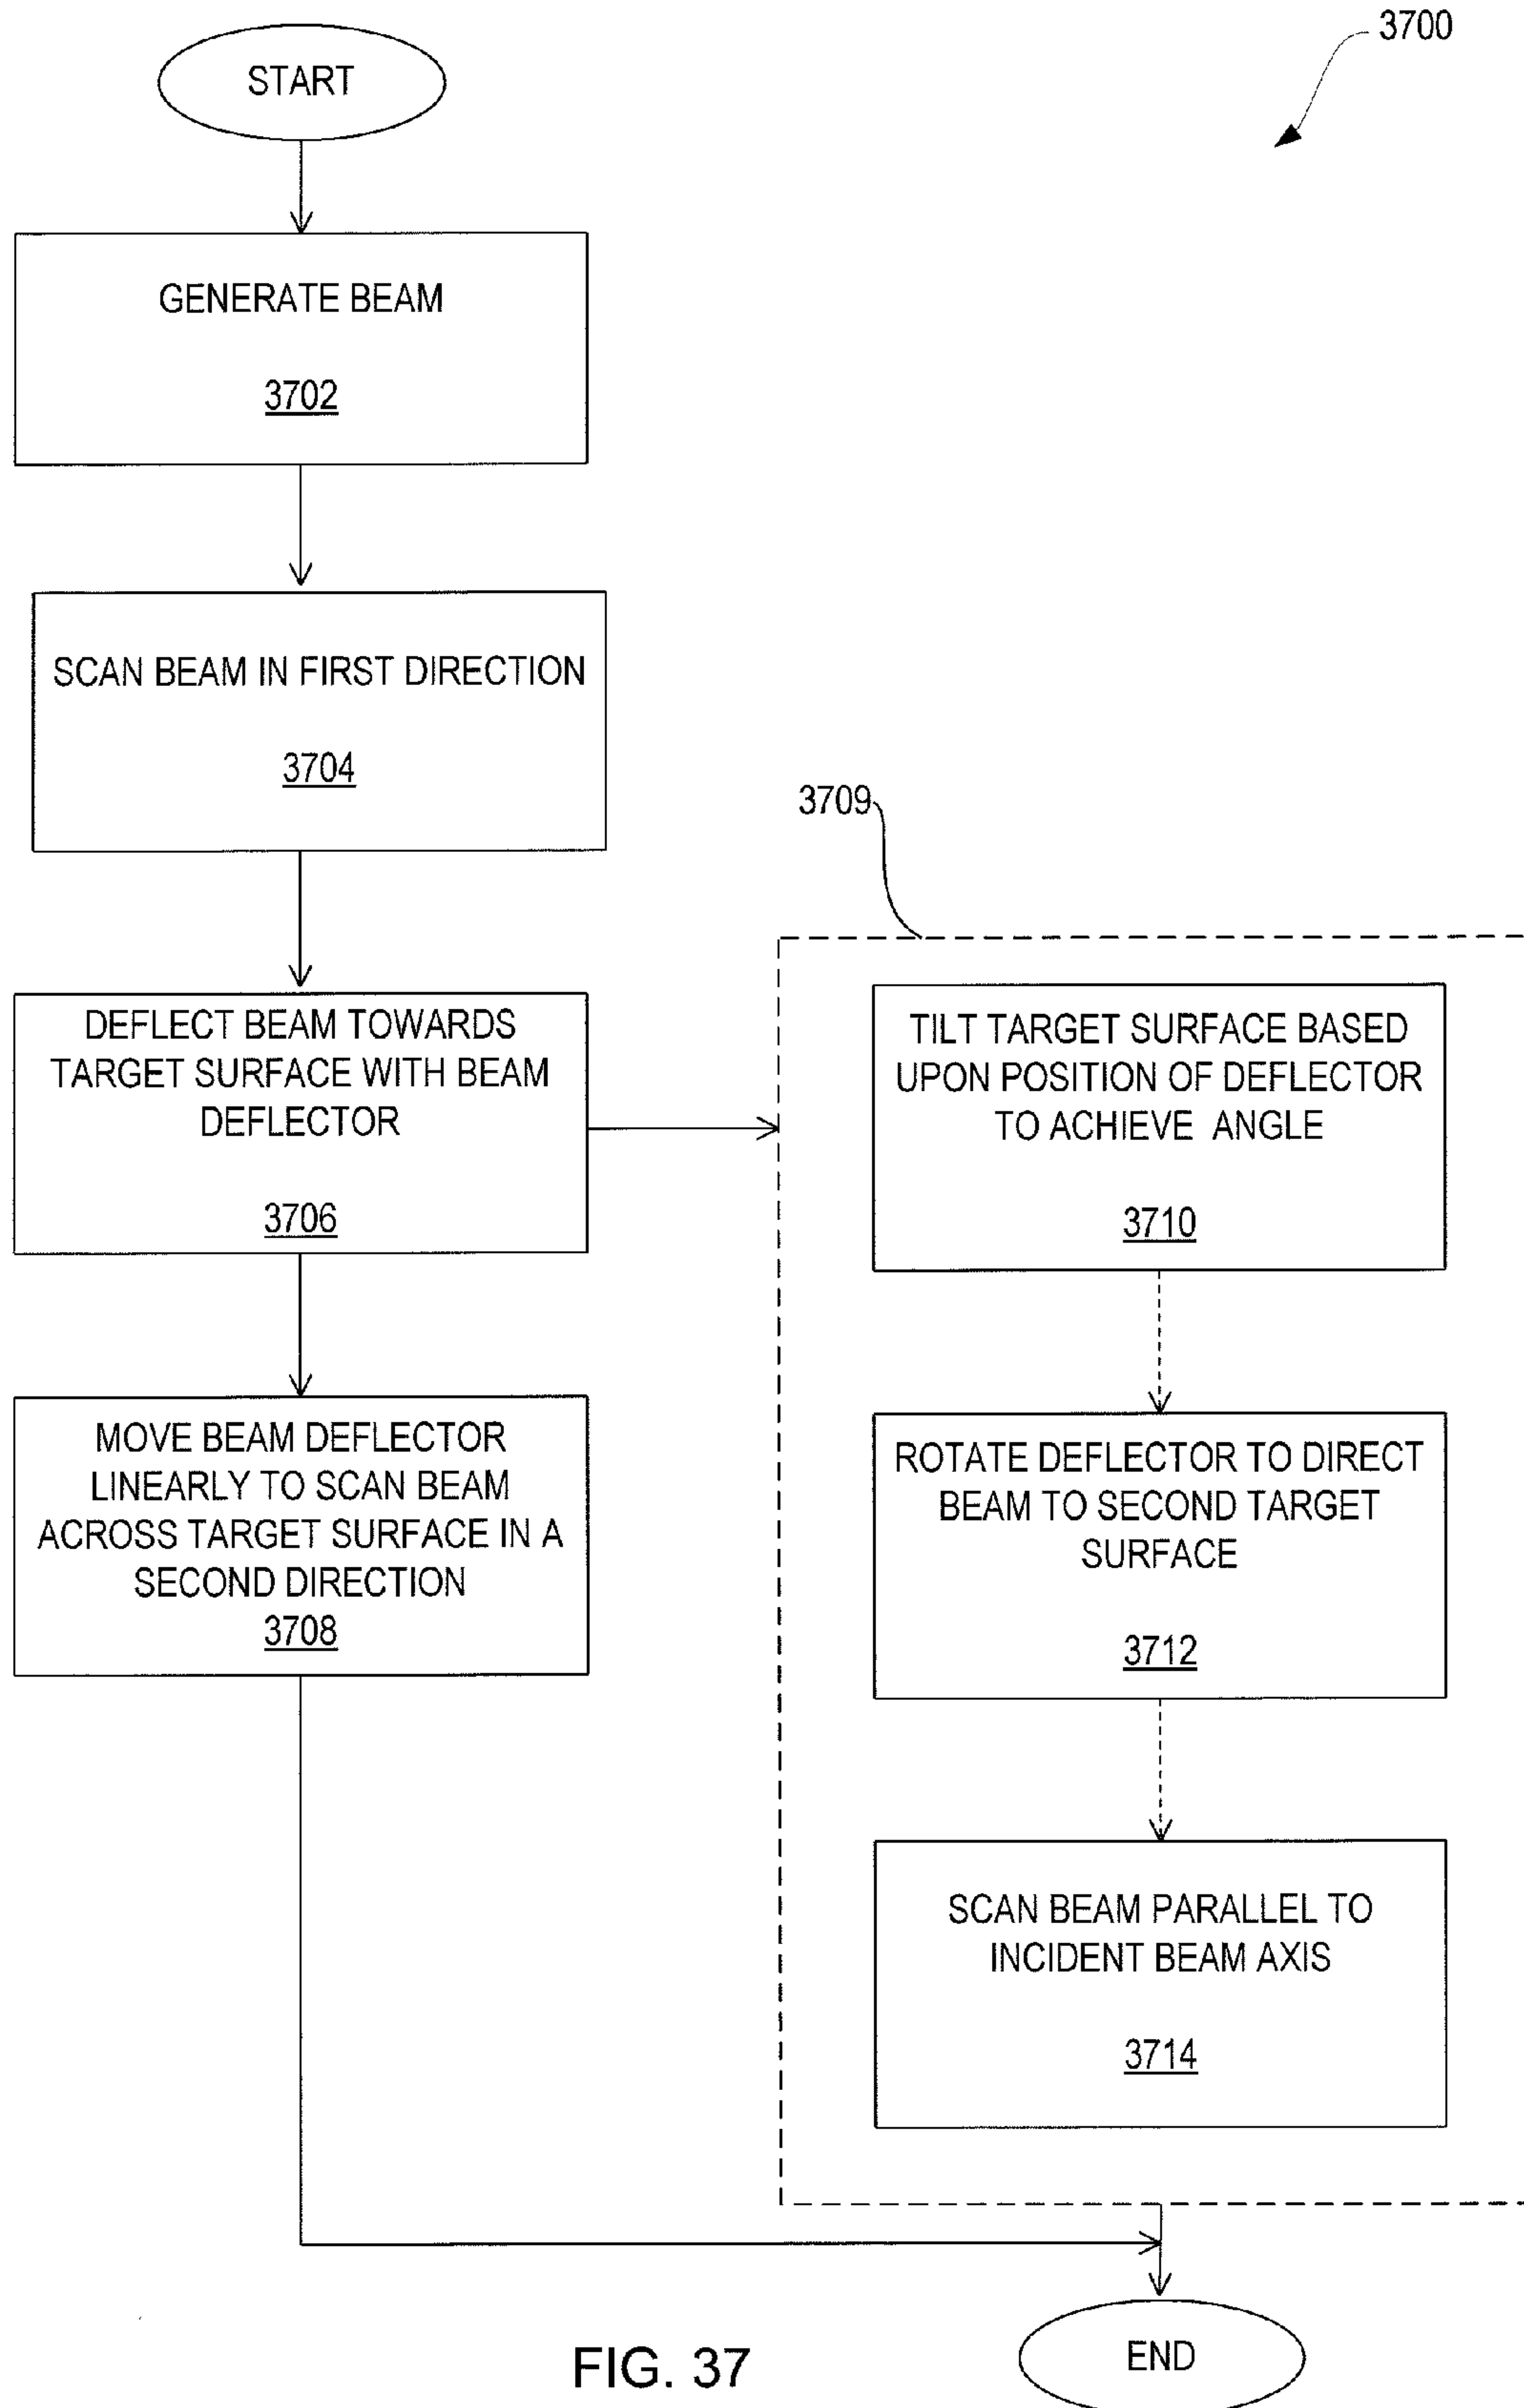 3700
START
GENERATE BEAM
3702
SCAN BEAM IN FIRST DIRECTION
3704
DEFLECT BEAM TOWARDS
TARGET SURFACE WITH BEAM
DEFLECTOR
3706
MOVE BEAM DEFLECTOR
LINEARLY TO SCAN BEAM
ACROSS TARGET SURFACE IN A
SECOND DIRECTION
3708
3709
TILT TARGET SURFACE BASED
UPON POSITION OF DEFLECTOR
TO ACHIEVE ANGLE
3710
ROTATE DEFLECTOR TO DIRECT
BEAM TO SECOND TARGET
SURFACE
3712
SCAN BEAM PARALLEL TO
INCIDENT BEAM AXIS
3714
END
FIG. 37